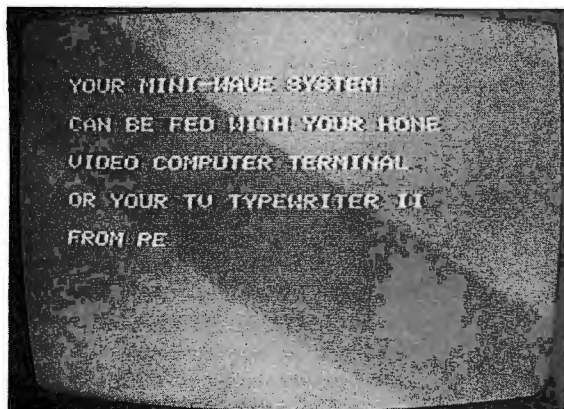 YOUR MINI-WAVE SYSTEM
CAN BE FED WITH YOUR HOME
VIDEO COMPUTER TERMINAL
OR YOUR TV TYPEWRITER II
FROM RE